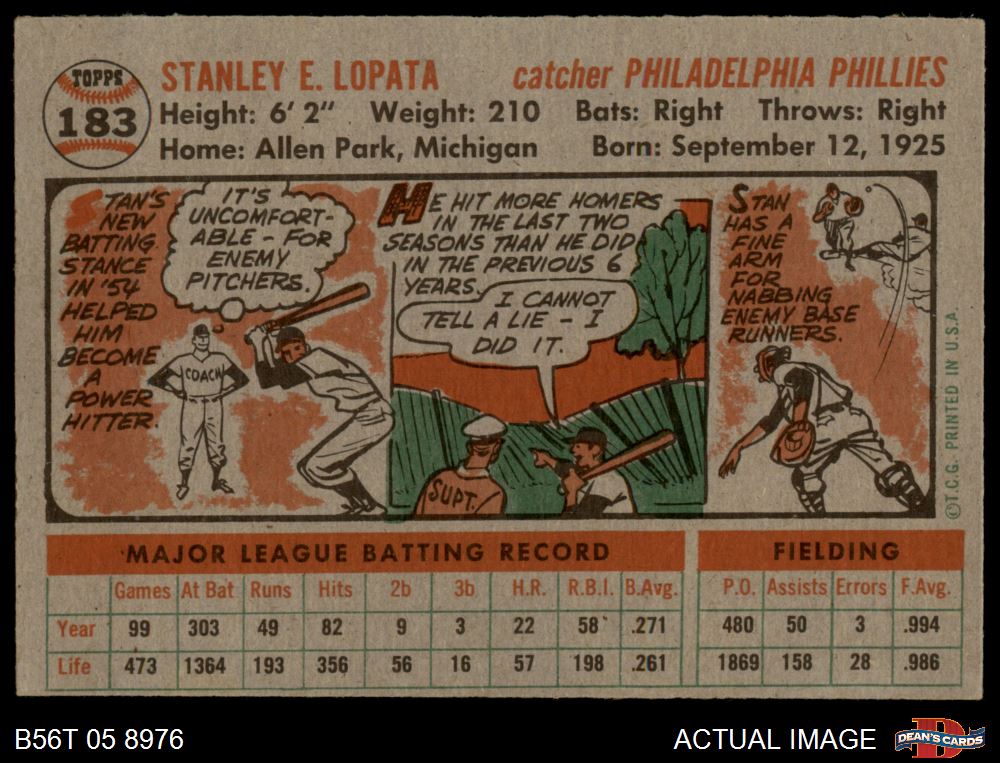 TOPPS
183
STANLEY E. LOPATA catcher PHILADELPHIA PHILLIES
Height: 6' 2" Weight: 210 Bats: Right Throws: Right
Home: Allen Park, Michigan Born: September 12, 1925
STAN'S
NEW
BATTING
STANCE
IN '54
HELPED
HIM
BECOME
A
POWER
HITTER.
IT'S
UNCOMFORT-
ABLE - FOR
ENEMY
PITCHERS.
COACH
HE HIT MORE HOMERS
IN THE LAST TWO
SEASONS THAN HE DID
IN THE PREVIOUS 6
YEARS.
I CANNOT
TELL A LIE - I
DID IT.
SUPT.
STAN
HAS A
FINE
ARM
FOR
NABBING
ENEMY BASE
RUNNERS.
©T.C.G. PRINTED IN U.S.A.
MAJOR LEAGUE BATTING RECORD FIELDING
Games At Bat Runs Hits 2b 3b H.R. R.B.I. B.Avg. P.O. Assists Errors F.Avg.
Year 99 303 49 82 9 3 22 58 .271 480 50 3 .994
Life 473 1364 193 356 56 16 57 198 .261 1869 158 28 .986
B56T 05 8976 ACTUAL IMAGE DEAN'S CARDS